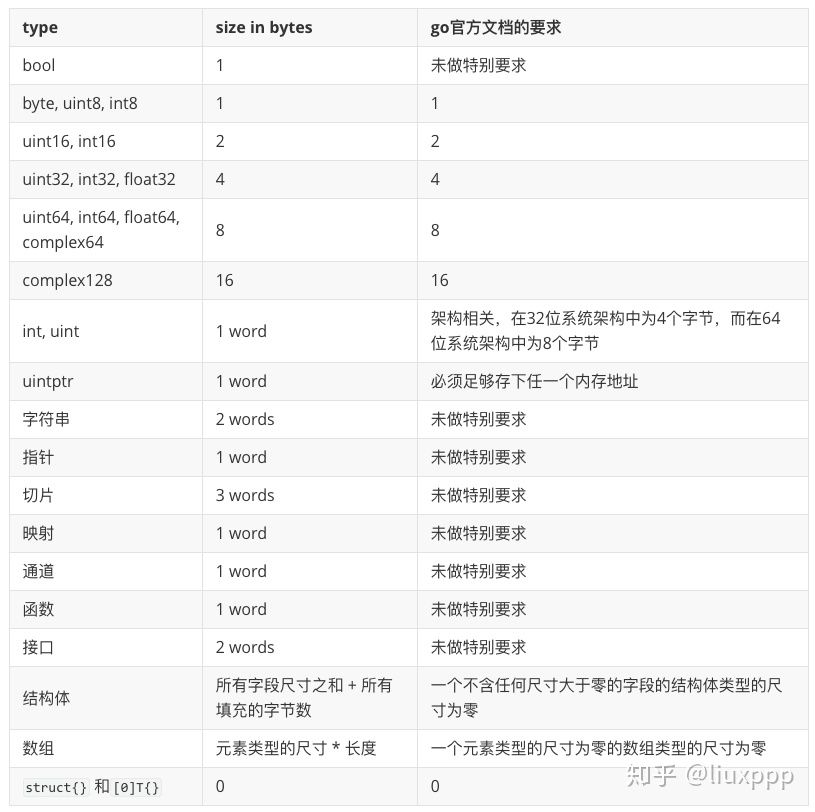 type size in bytes go官方文档的要求
bool 1 未做特别要求
byte, uint8, int8 1 1
uint16, int16 2 2
uint32, int32, float32 4 4
uint64, int64, float64,
complex64 8 8
complex128 16 16
int, uint 1 word 架构相关，在32位系统架构中为4个字节，而在64
位系统架构中为8个字节
uintptr 1 word 必须足够存下任一个内存地址
字符串 2 words 未做特别要求
指针 1 word 未做特别要求
切片 3 words 未做特别要求
映射 1 word 未做特别要求
通道 1 word 未做特别要求
函数 1 word 未做特别要求
接口 2 words 未做特别要求
结构体 所有字段尺寸之和 + 所有 一个不含任何尺寸大于零的字段的结构体类型的尺
填充的字节数 寸为零
数组 元素类型的尺寸 * 长度 一个元素类型的尺寸为零的数组类型的尺寸为零
struct{} 和 [0]T{} 0 0
知乎 @liuxppp